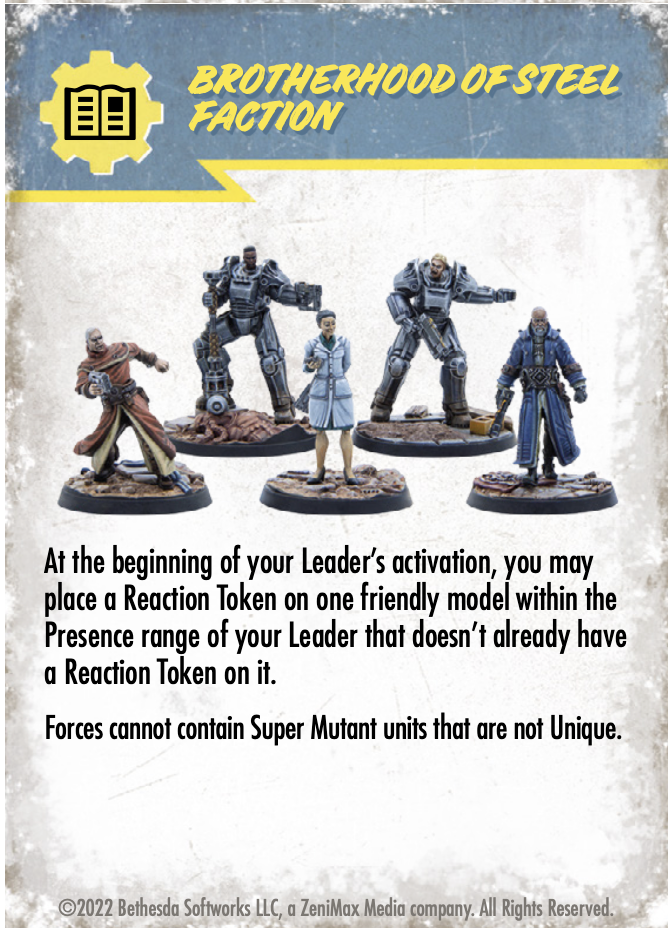 BROTHERHOOD OF STEEL
FACTION
At the beginning of your Leader's activation, you may
place a Reaction Token on one friendly model within the
Presence range of your Leader that doesn't already have
a Reaction Token on it.
Forces cannot contain Super Mutant units that are not Unique.
©2022 Bethesda Softworks LLC, a ZeniMax Media company. All Rights Reserved.